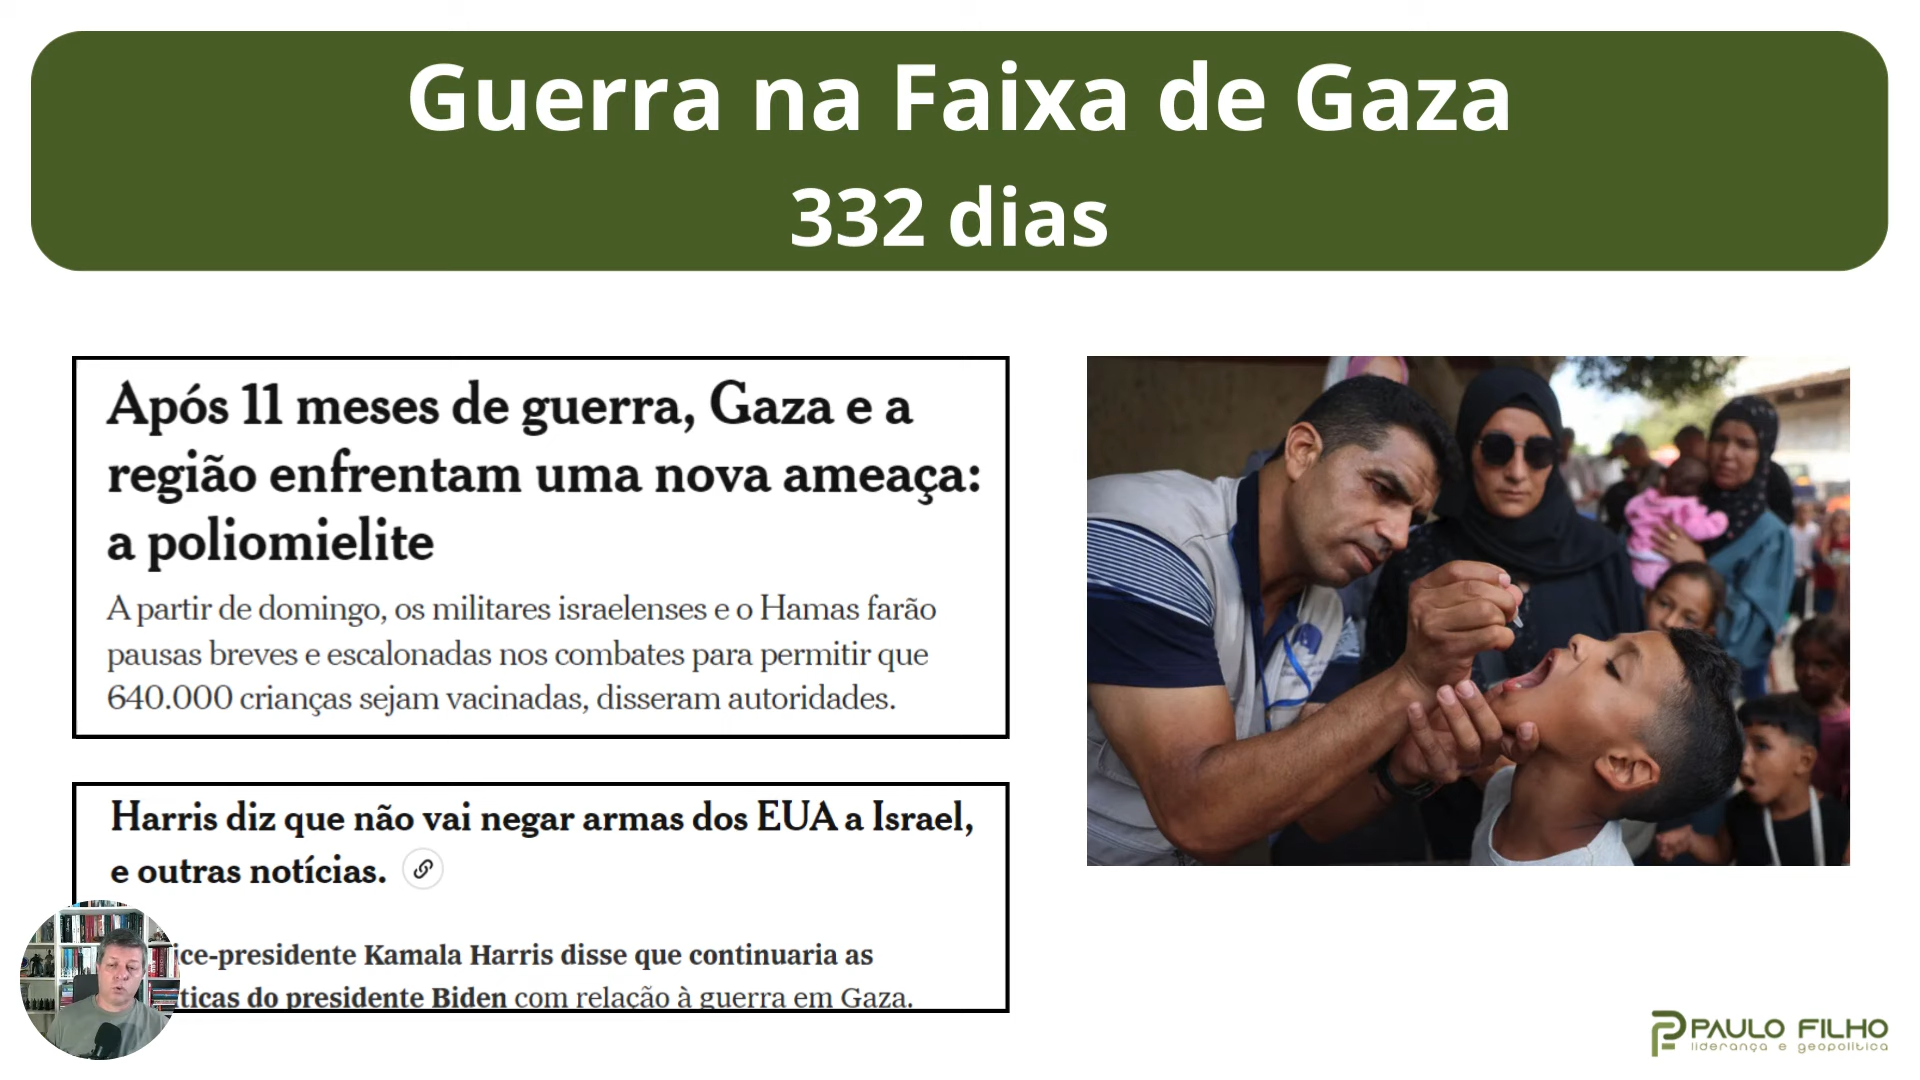 Guerra na Faixa de Gaza
332 dias
Após 11 meses de guerra, Gaza e a
região enfrentam uma nova ameaça:
a poliomielite
A partir de domingo, os militares israelenses e o Hamas farão
pausas breves e escalonadas nos combates para permitir que
640.000 crianças sejam vacinadas, disseram autoridades.
Harris diz que não vai negar armas dos EUA a Israel,
e outras notícias.
ice-presidente Kamala Harris disse que continuaria as
ticas do presidente Biden com relação à guerra em Gaza.
PAULO FILHO
liderança e geopolítica